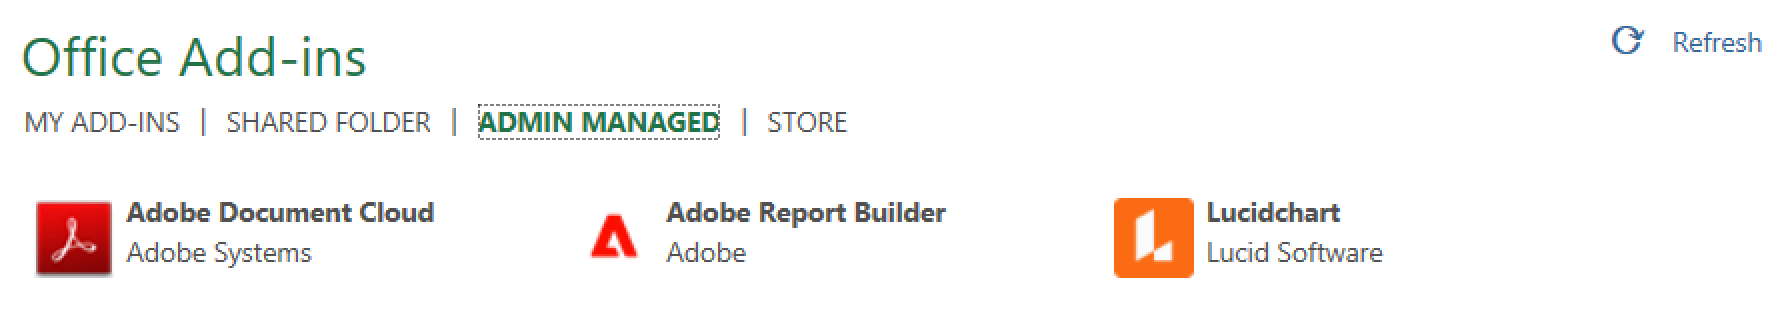 Office Add-ins
Refresh
MY ADD-INS | SHARED FOLDER | ADMIN MANAGED | STORE
Adobe Document Cloud
Adobe Systems
Adobe Report Builder
Adobe
Lucidchart
Lucid Software